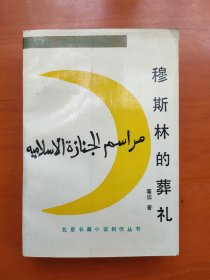 穆斯林的葬礼
霍达 著
مراسم الجنازة الاسلامية
北京长篇小说创作丛书